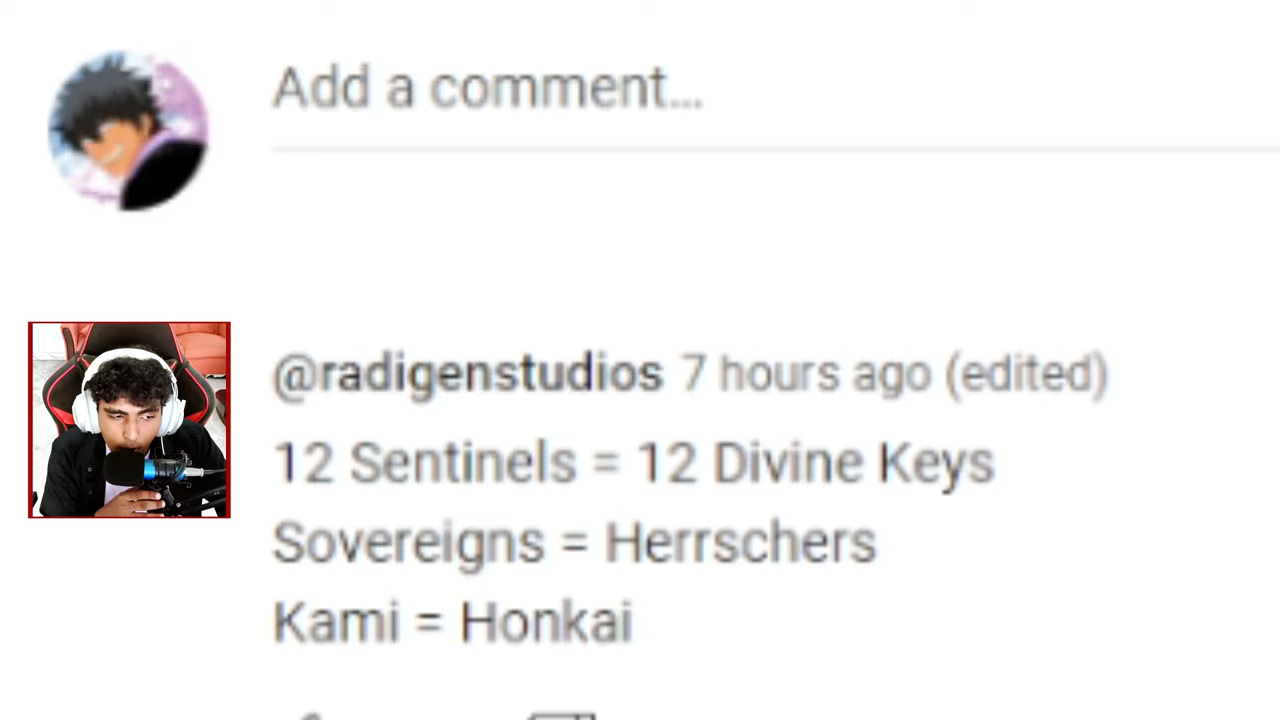 Add a comment...
@radigenstudios 7 hours ago (edited)
12 Sentinels = 12 Divine Keys
Sovereigns = Herrschers
Kami = Honkai